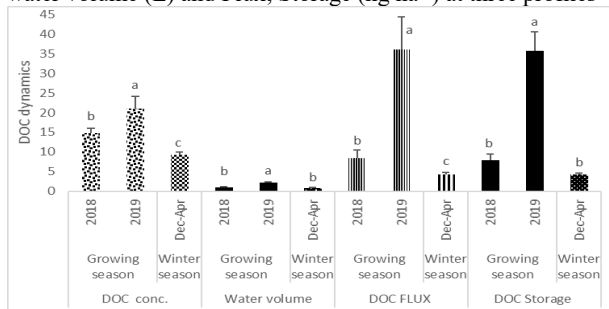 water volume (L) and Flux, Storage (kg ha⁻¹) at three profiles
45
40
35
30
25
20
15
10
5
0
DOC dynamics
b a c b a b b a c b a b
2018 2019 Dec-Apr 2018 2019 Dec-Apr 2018 2019 Dec-Apr 2018 2019 Dec-Apr
Growing Winter Growing Winter Growing Winter Growing Winter
season season season season season season season season
DOC conc. Water volume DOC FLUX DOC Storage